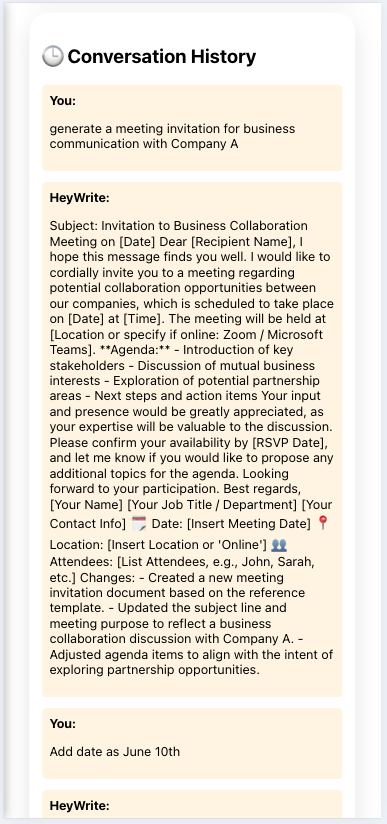 🕒 Conversation History
You:
generate a meeting invitation for business
communication with Company A
HeyWrite:
Subject: Invitation to Business Collaboration
Meeting on [Date] Dear [Recipient Name], I
hope this message finds you well. I would like to
cordially invite you to a meeting regarding
potential collaboration opportunities between
our companies, which is scheduled to take place
on [Date] at [Time]. The meeting will be held at
[Location or specify if online: Zoom / Microsoft
Teams]. **Agenda:** - Introduction of key
stakeholders - Discussion of mutual business
interests - Exploration of potential partnership
areas - Next steps and action items Your input
and presence would be greatly appreciated, as
your expertise will be valuable to the discussion.
Please confirm your availability by [RSVP Date],
and let me know if you would like to propose any
additional topics for the agenda. Looking
forward to your participation. Best regards,
[Your Name] [Your Job Title / Department] [Your
Contact Info] 🗓️ Date: [Insert Meeting Date] 📍
Location: [Insert Location or 'Online'] 👥
Attendees: [List Attendees, e.g., John, Sarah,
etc.] Changes: - Created a new meeting
invitation document based on the reference
template. - Updated the subject line and
meeting purpose to reflect a business
collaboration discussion with Company A. -
Adjusted agenda items to align with the intent of
exploring partnership opportunities.
You:
Add date as June 10th
HeyWrite: